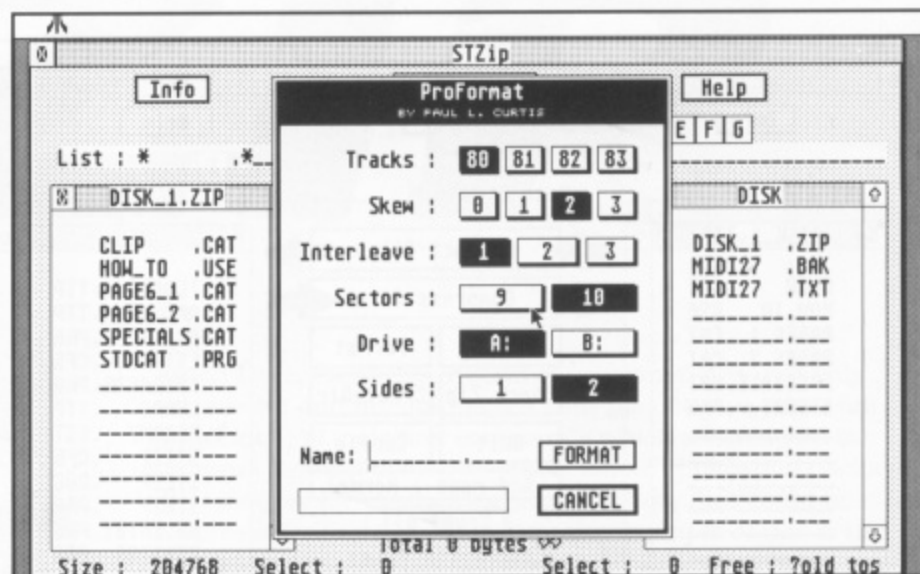 STZip
Info
Help
ProFormat
BY PAUL L. CURTIS
E F G
List : * .*_
Tracks : 80 81 82 83
DISK_1.ZIP
DISK
Skew : 0 1 2 3
CLIP .CAT
HOW_TO .USE
PAGE6_1 .CAT
PAGE6_2 .CAT
SPECIALS.CAT
STDCAT .PRG
Interleave : 1 2 3
Sectors : 9 10
Drive : A: B:
Sides : 1 2
Name: ________.___
FORMAT
CANCEL
DISK_1 .ZIP
MIDI27 .BAK
MIDI27 .TXT
Total 0 bytes
Size : 204768 Select : 0
Select : 0 Free : ?old tos